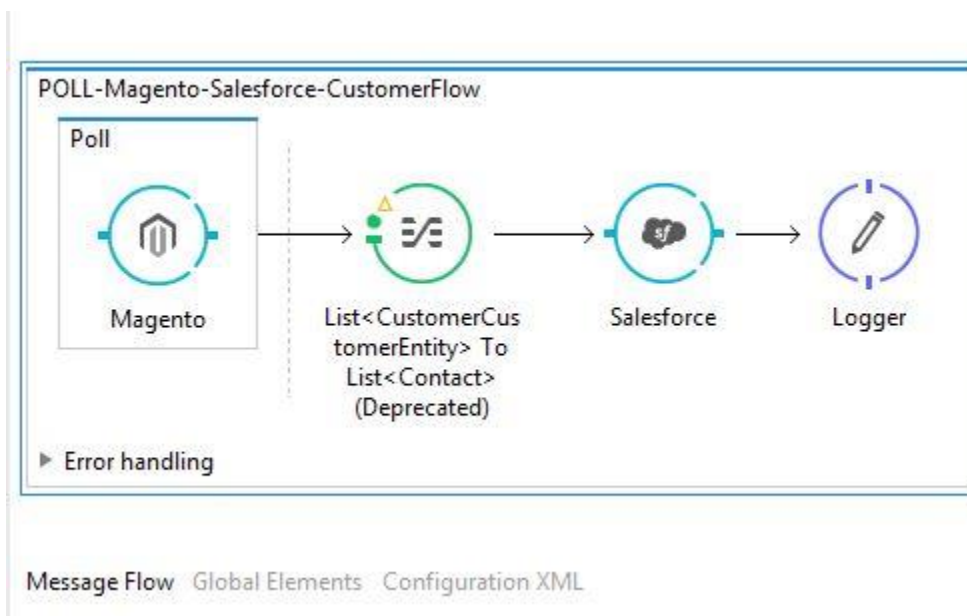 POLL-Magento-Salesforce-CustomerFlow
Poll
Magento
List<CustomerCus
tomerEntity> To
List<Contact>
(Deprecated)
sf
Salesforce
Logger
Error handling
Message Flow Global Elements Configuration XML